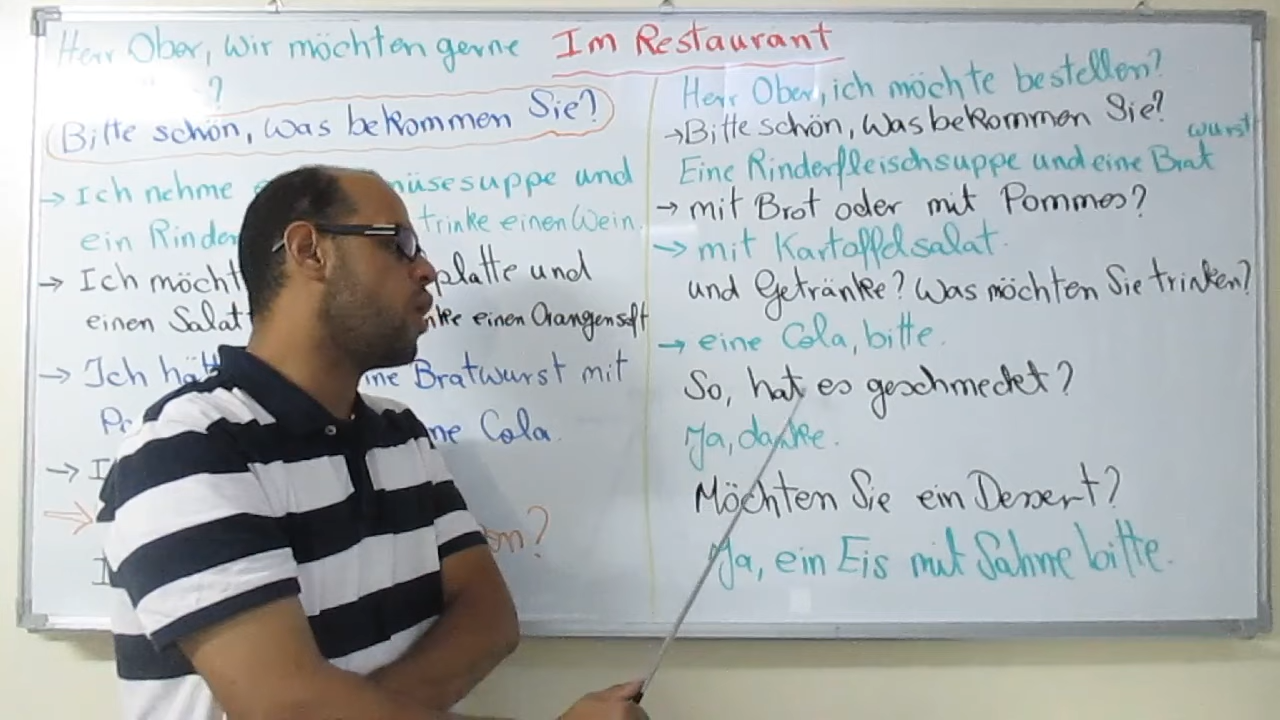 Im Restaurant
Herr Ober, wir möchten gerne
?
Bitte schön, was bekommen Sie?
→ Ich nehme müsesuppe und
ein Rinder trinke einen Wein.
→ Ich möcht platte und
einen Salat nke einen Orangensaft
→ Ich hätt ine Bratwurst mit
ne Cola.
→ I
on?
Herr Ober, ich möchte bestellen?
→ Bitte schön, was bekommen Sie?
Eine Rinderfleischsuppe und eine Brat wurst
→ mit Brot oder mit Pommes?
→ mit Kartoffelsalat.
und Getränke? Was möchten Sie trinken?
→ eine Cola, bitte.
So, hat es geschmeckt?
Ja, danke.
Möchten Sie ein Dessert?
Ja, ein Eis mit Sahne bitte.